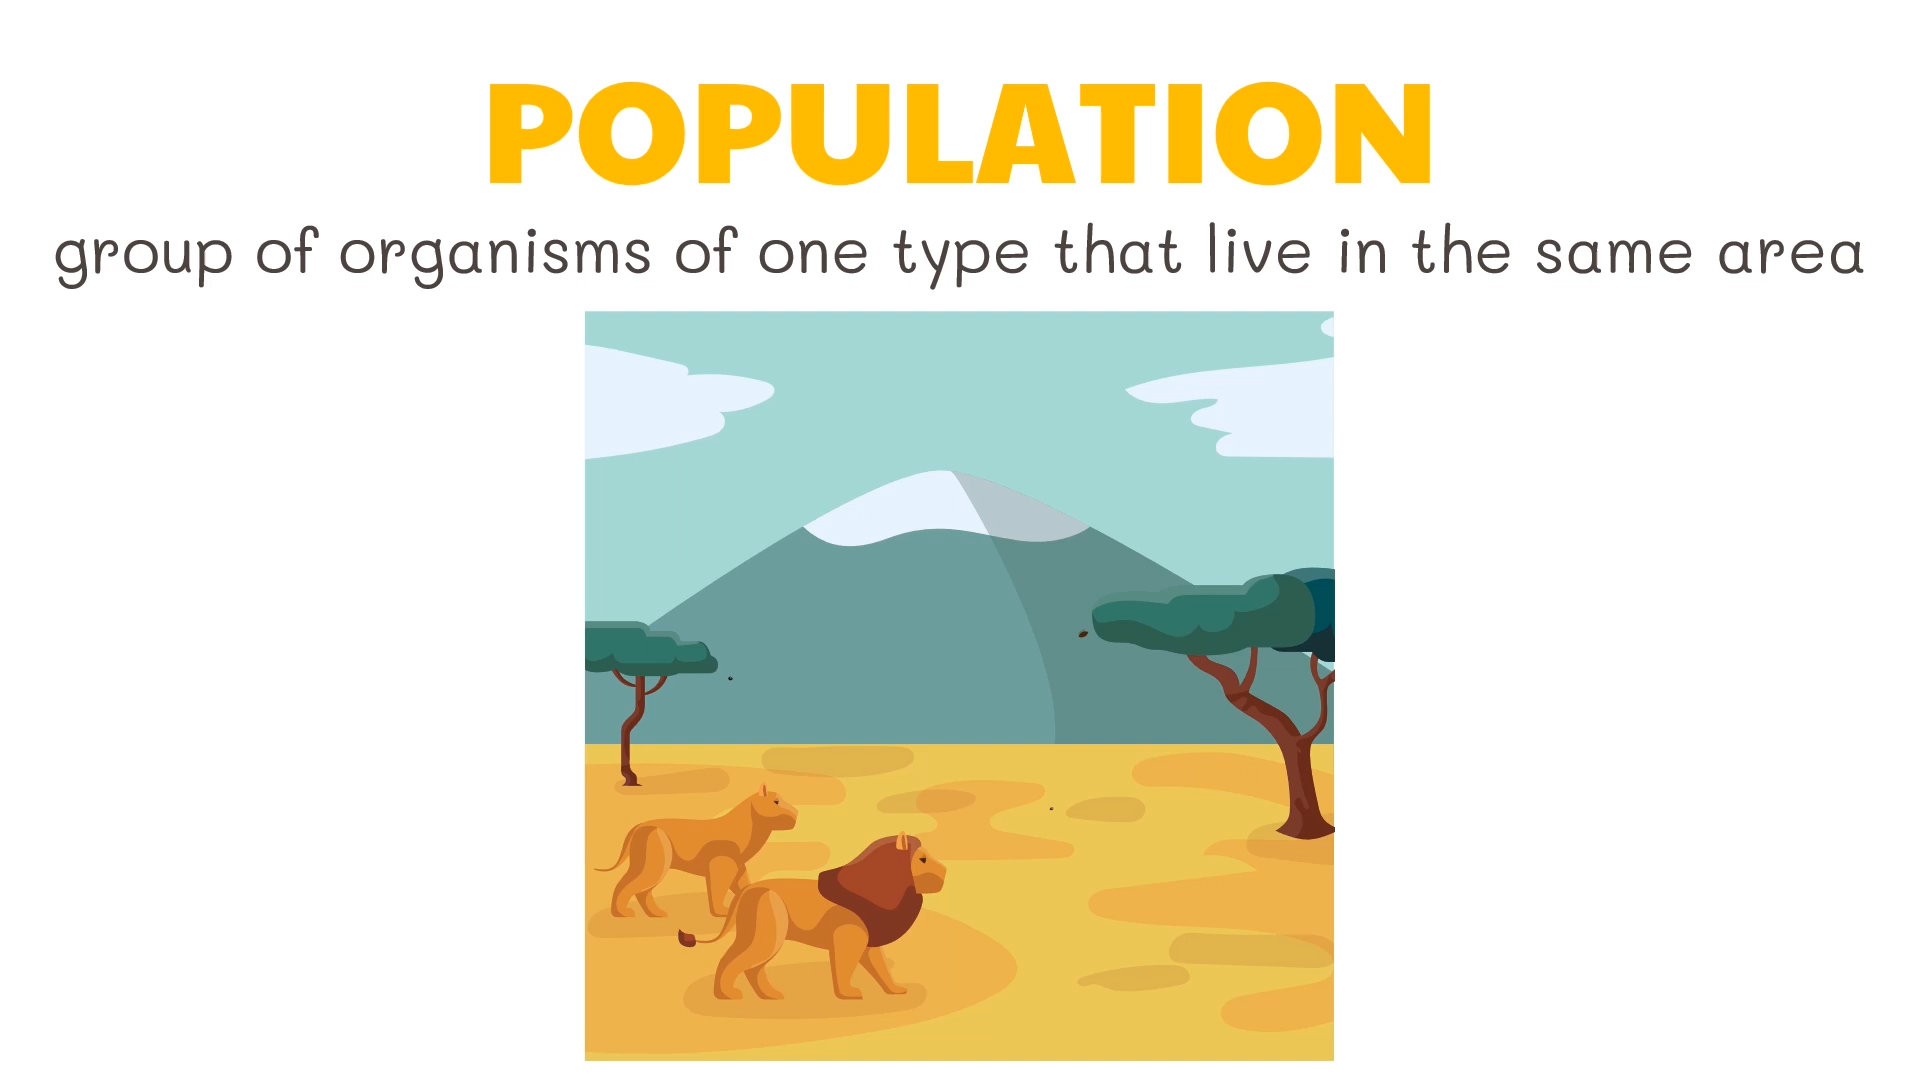 POPULATION
group of organisms of one type that live in the same area